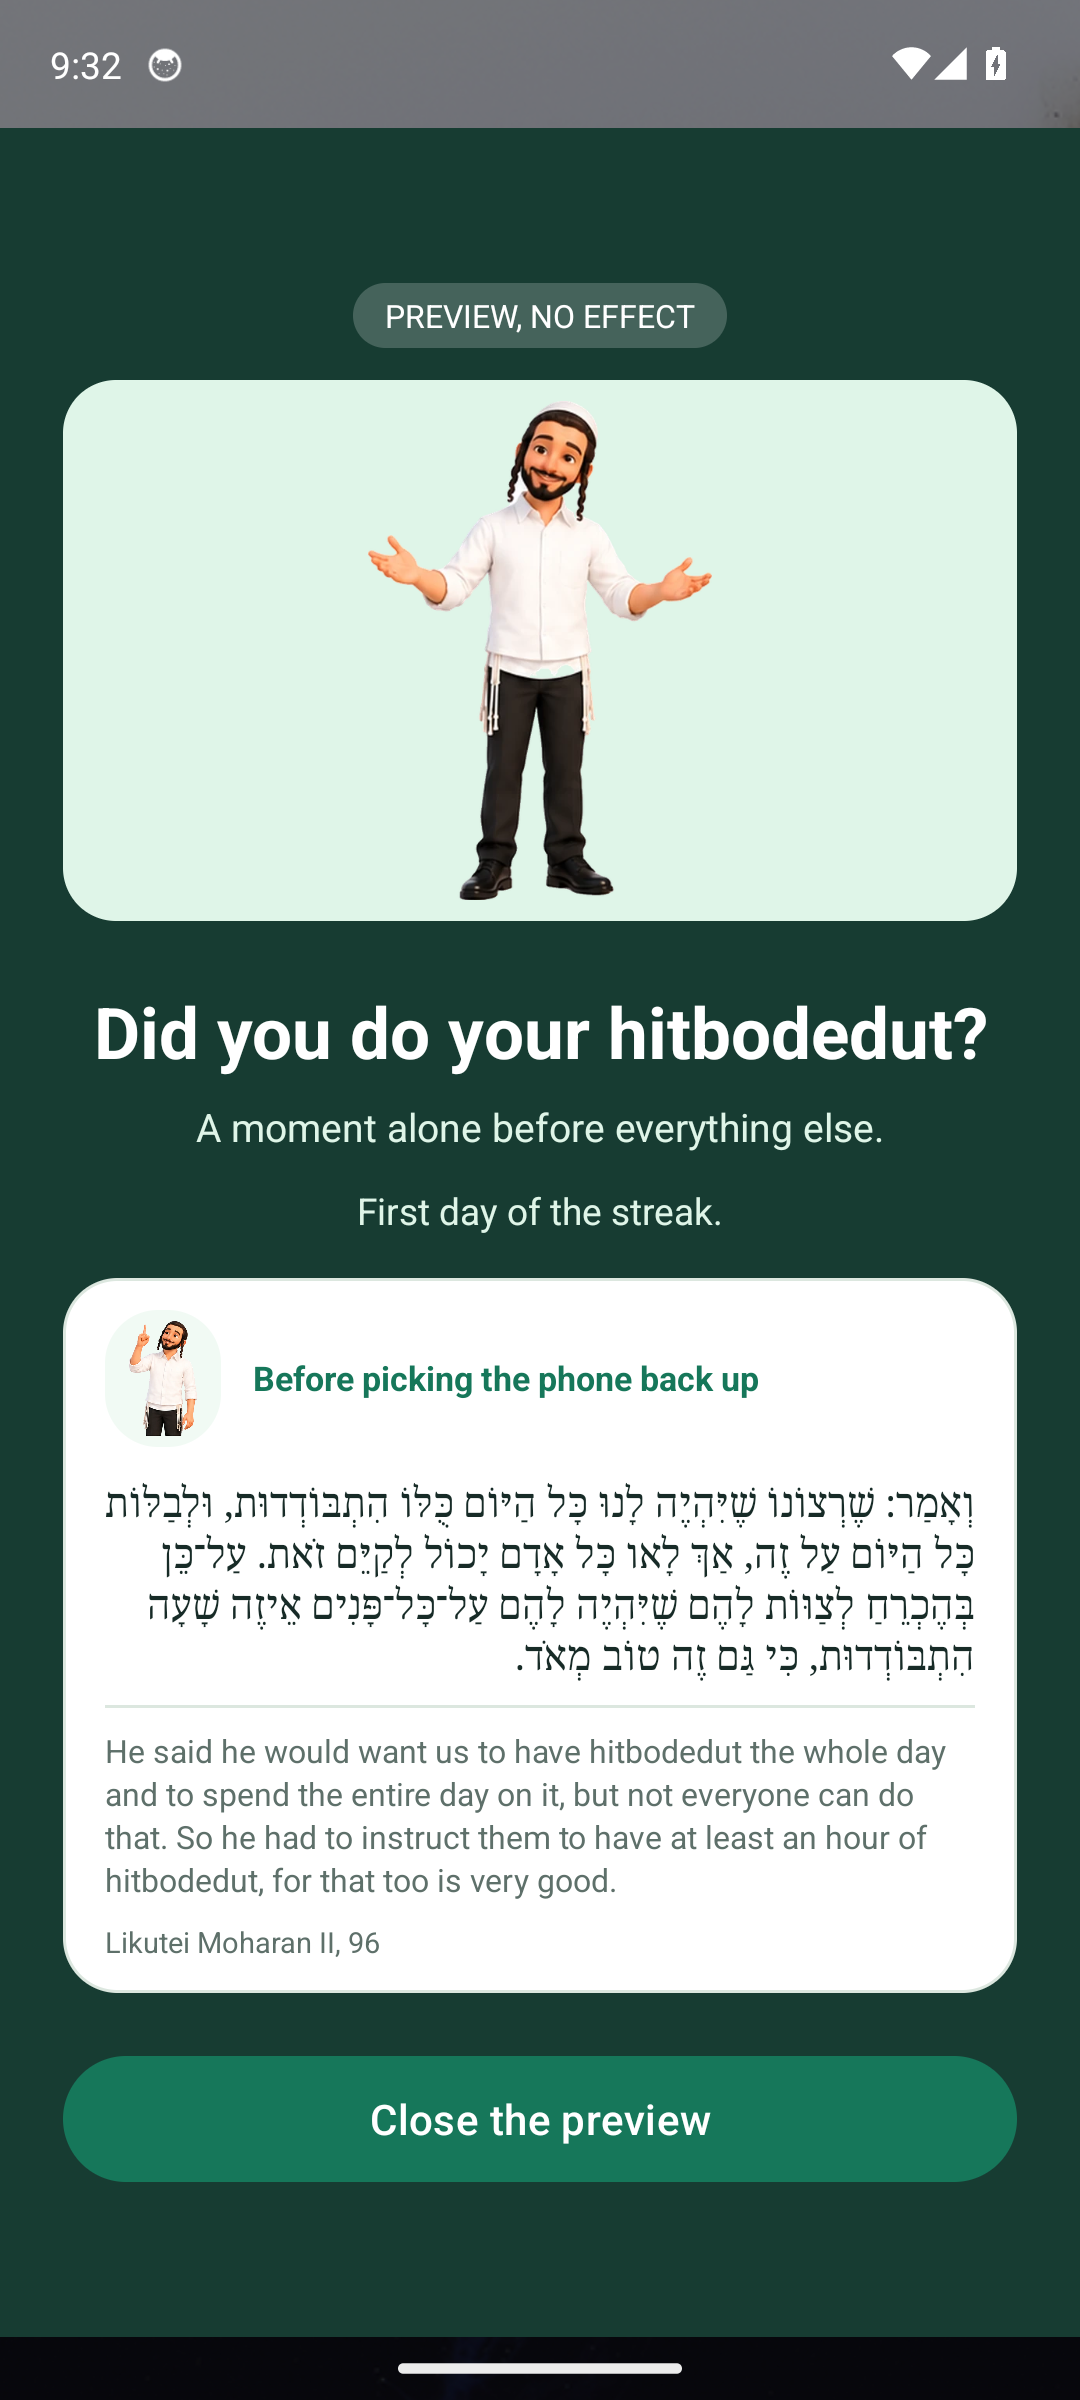 9:32
PREVIEW, NO EFFECT
Did you do your hitbodedut?
A moment alone before everything else.
First day of the streak.
Before picking the phone back up
וְאָמַר: שֶׁרְצוֹנוֹ שֶׁיִּהְיֶה לָנוּ כָּל הַיּוֹם כֻּלּוֹ הִתְבּוֹדְדוּת, וּלְבַלּוֹת
כָּל הַיּוֹם עַל זֶה, אַךְ לָאו כָּל אָדָם יָכוֹל לְקַיֵּם זֹאת. עַל־כֵּן
בְּהֶכְרֵחַ לְצַוּוֹת לָהֶם שֶׁיִּהְיֶה לָהֶם עַל־כָּל־פָּנִים אֵיזֶה שָׁעָה
הִתְבּוֹדְדוּת, כִּי גַּם זֶה טוֹב מְאֹד.
He said he would want us to have hitbodedut the whole day
and to spend the entire day on it, but not everyone can do
that. So he had to instruct them to have at least an hour of
hitbodedut, for that too is very good.
Likutei Moharan II, 96
Close the preview